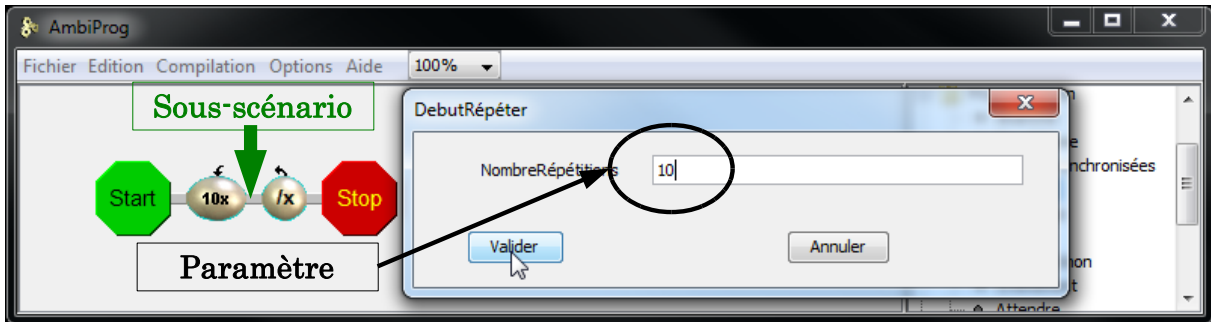 AmbiProg
Fichier Edition Compilation Options Aide 100%
Sous-scénario
DebutRépéter
NombreRépétitions 10
nchronisées
Start 10x /x Stop
Valider Annuler
Paramètre
Attendre